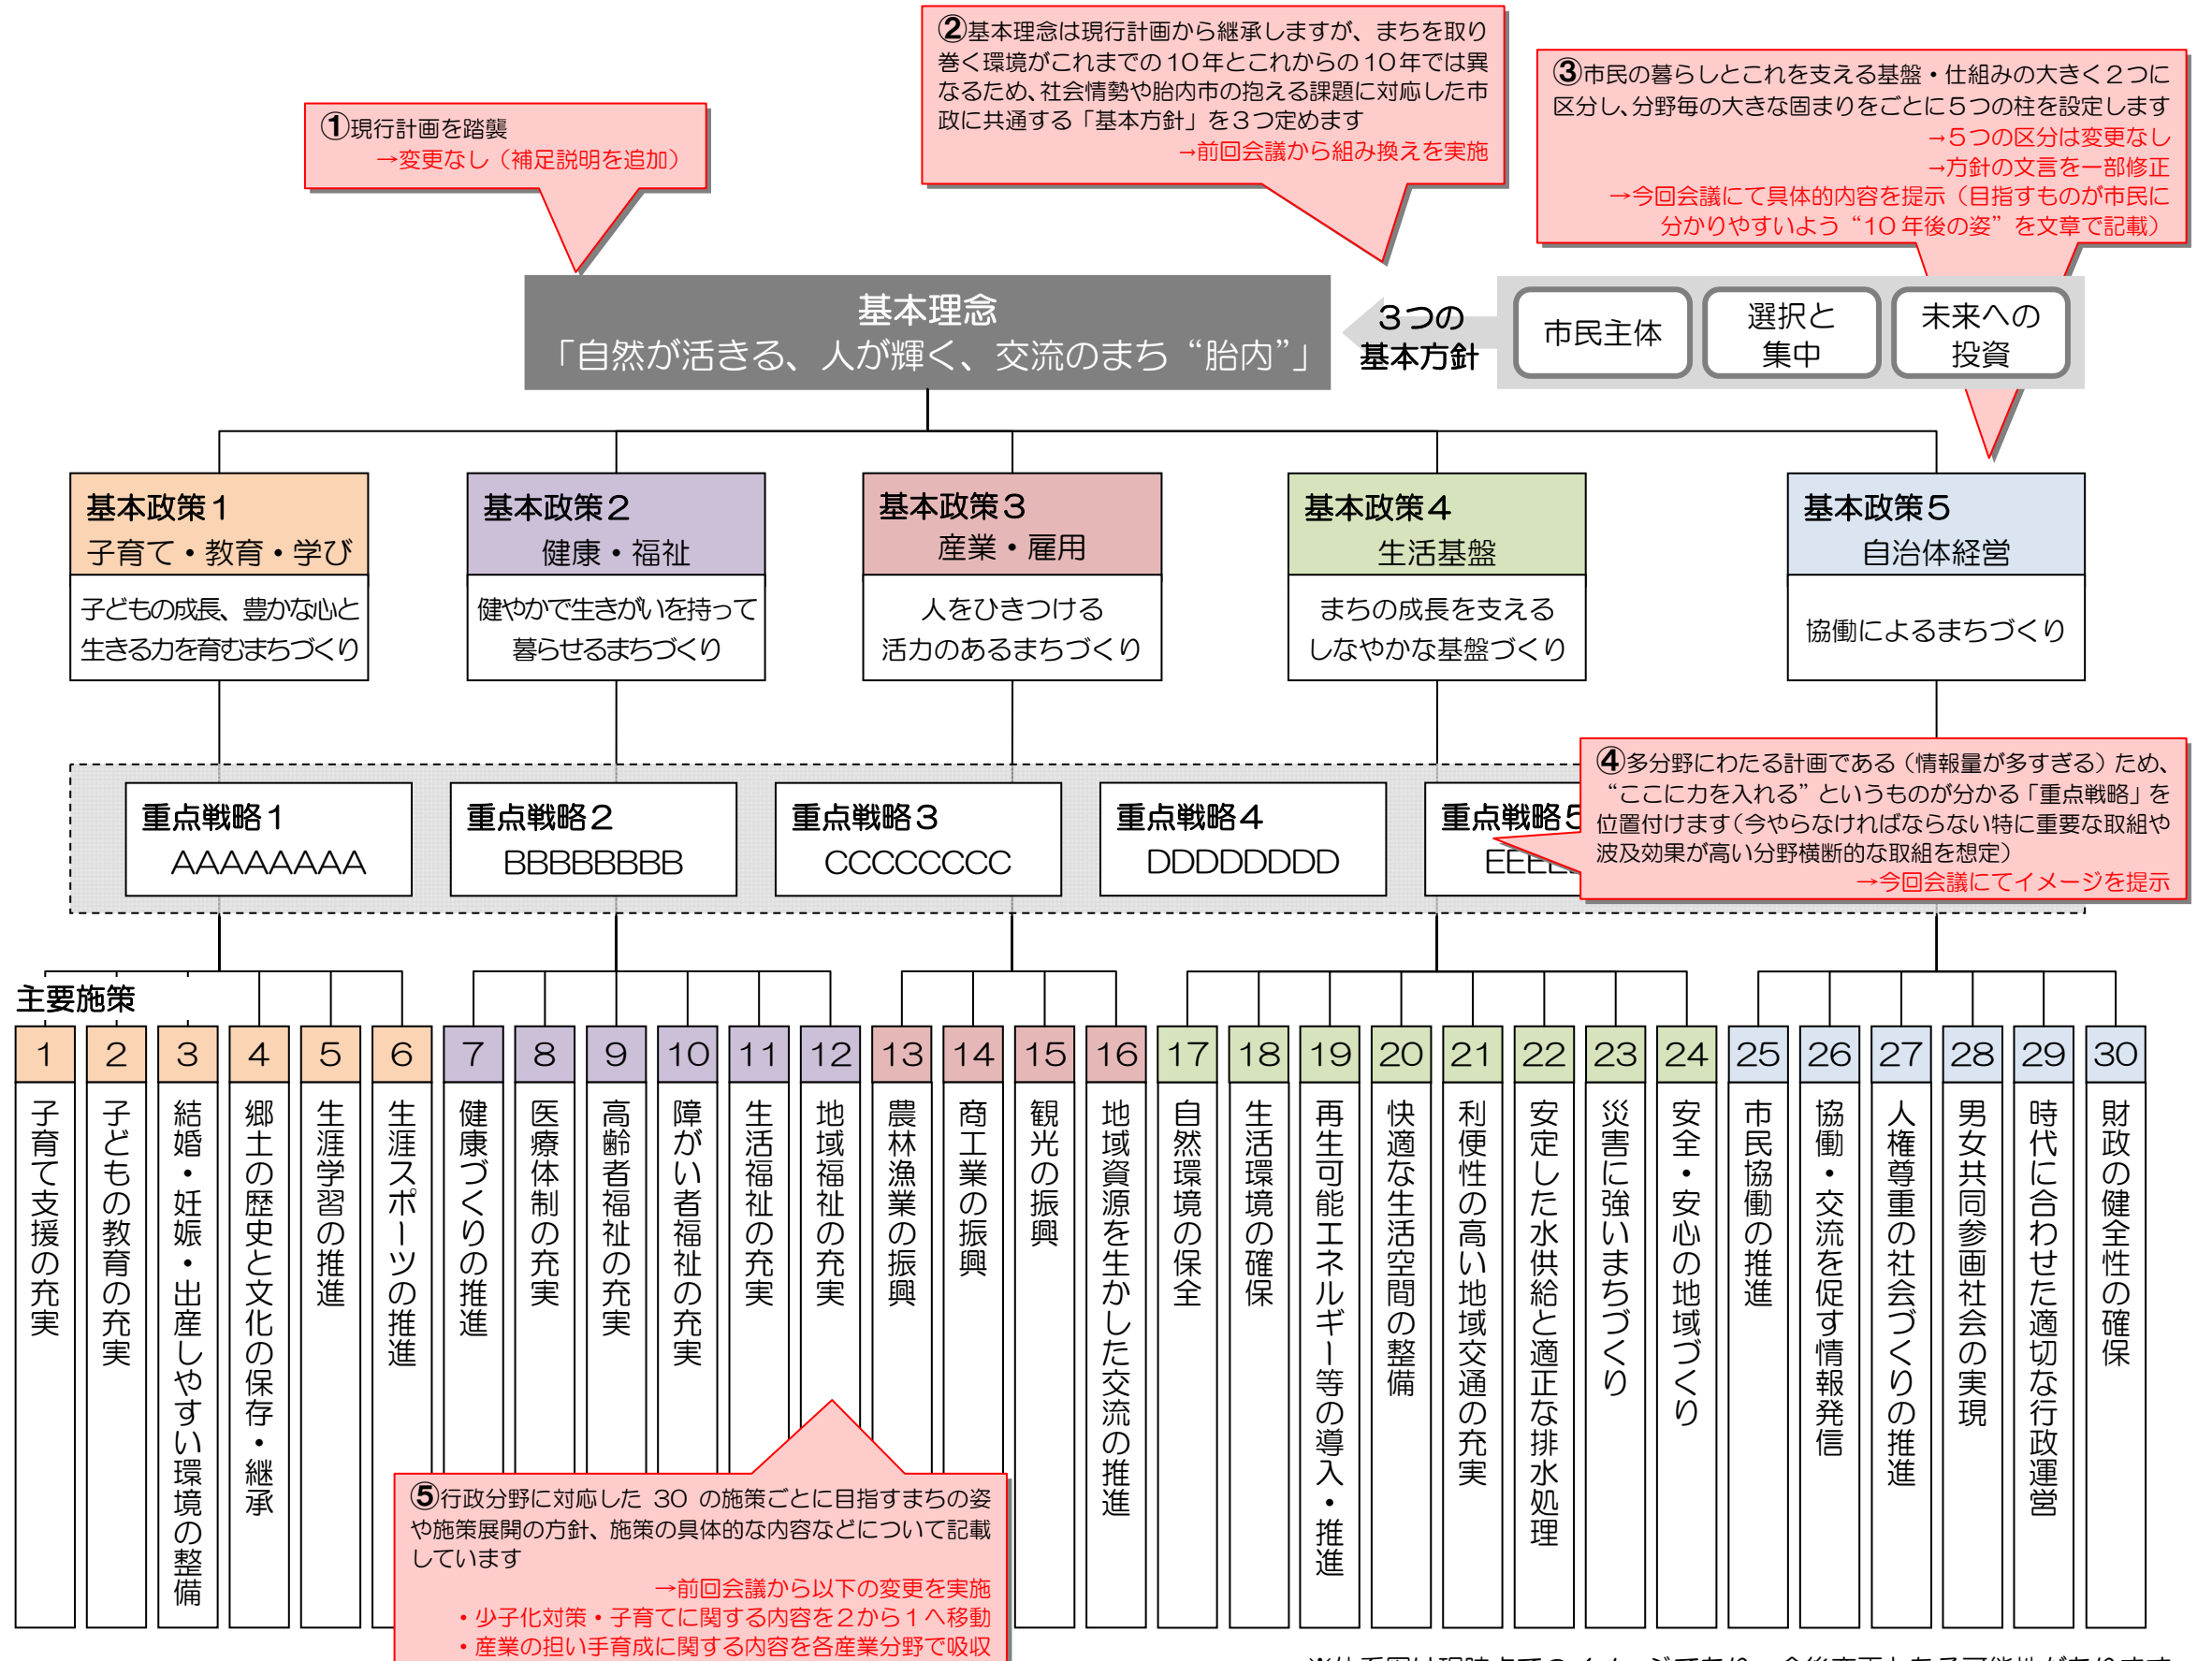 ①現行計画を踏襲
→変更なし（補足説明を追加）
②基本理念は現行計画から継承しますが、まちを取り
巻く環境がこれまでの10年とこれからの10年では異
なるため、社会情勢や胎内市の抱える課題に対応した市
政に共通する「基本方針」を３つ定めます
→前回会議から組み換えを実施
③市民の暮らしとこれを支える基盤・仕組みの大きく２つに
区分し、分野毎の大きな固まりをごとに５つの柱を設定します
→５つの区分は変更なし
→方針の文言を一部修正
→今回会議にて具体的内容を提示（目指すものが市民に
分かりやすいよう“10年後の姿”を文章で記載）
基本理念
「自然が活きる、人が輝く、交流のまち“胎内”」
３つの
基本方針
市民主体
選択と
集中
未来への
投資
基本政策１
子育て・教育・学び
子どもの成長、豊かな心と
生きる力を育むまちづくり
基本政策２
健康・福祉
健やかで生きがいを持って
暮らせるまちづくり
基本政策３
産業・雇用
人をひきつける
活力のあるまちづくり
基本政策４
生活基盤
まちの成長を支える
しなやかな基盤づくり
基本政策５
自治体経営
協働によるまちづくり
重点戦略１
AAAAAAAA
重点戦略２
BBBBBBBB
重点戦略３
CCCCCCCC
重点戦略４
DDDDDDDD
重点戦略５
④多分野にわたる計画である（情報量が多すぎる）ため、
“ここに力を入れる”というものが分かる「重点戦略」を
位置付けます（今やらなければならない特に重要な取組や
波及効果が高い分野横断的な取組を想定）
→今回会議にてイメージを提示
主要施策
1
子育て支援の充実
2
子どもの教育の充実
3
結婚・妊娠・出産しやすい環境の整備
4
郷土の歴史と文化の保存・継承
5
生涯学習の推進
6
生涯スポーツの推進
7
健康づくりの推進
8
医療体制の充実
9
高齢者福祉の充実
10
障がい者福祉の充実
11
生活福祉の充実
12
地域福祉の充実
13
農林漁業の振興
14
商工業の振興
15
観光の振興
16
地域資源を生かした交流の推進
17
自然環境の保全
18
生活環境の確保
19
再生可能エネルギー等の導入・推進
20
快適な生活空間の整備
21
利便性の高い地域交通の充実
22
安定した水供給と適正な排水処理
23
災害に強いまちづくり
24
安全・安心の地域づくり
25
市民協働の推進
26
協働・交流を促す情報発信
27
人権尊重の社会づくりの推進
28
男女共同参画社会の実現
29
時代に合わせた適切な行政運営
30
財政の健全性の確保
⑤行政分野に対応した 30 の施策ごとに目指すまちの姿
や施策展開の方針、施策の具体的な内容などについて記載
しています
→前回会議から以下の変更を実施
・少子化対策・子育てに関する内容を２から１へ移動
・産業の担い手育成に関する内容を各産業分野で吸収